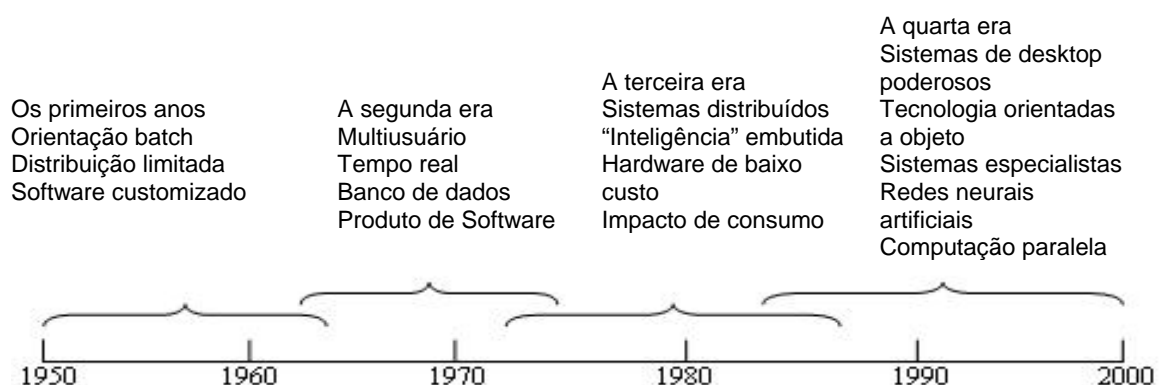 Os primeiros anos
Orientação batch
Distribuição limitada
Software customizado
A segunda era
Multiusuário
Tempo real
Banco de dados
Produto de Software
A terceira era
Sistemas distribuídos
“Inteligência” embutida
Hardware de baixo
custo
Impacto de consumo
A quarta era
Sistemas de desktop
poderosos
Tecnologia orientadas
a objeto
Sistemas especialistas
Redes neurais
artificiais
Computação paralela
1950 1960 1970 1980 1990 2000